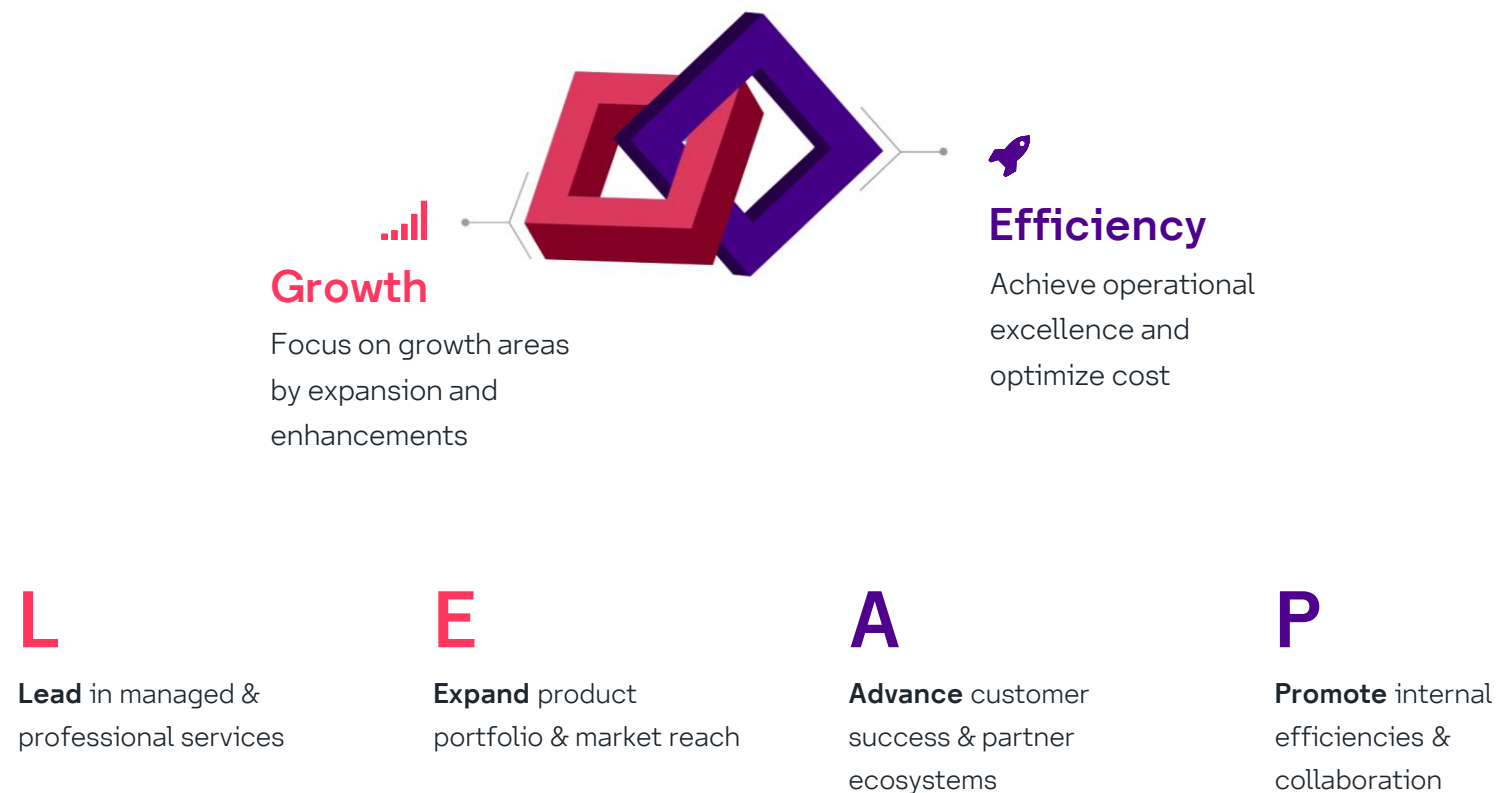 Growth
Focus on growth areas
by expansion and
enhancements
Efficiency
Achieve operational
excellence and
optimize cost
L
Lead in managed &
professional services
E
Expand product
portfolio & market reach
A
Advance customer
success & partner
ecosystems
P
Promote internal
efficiencies &
collaboration